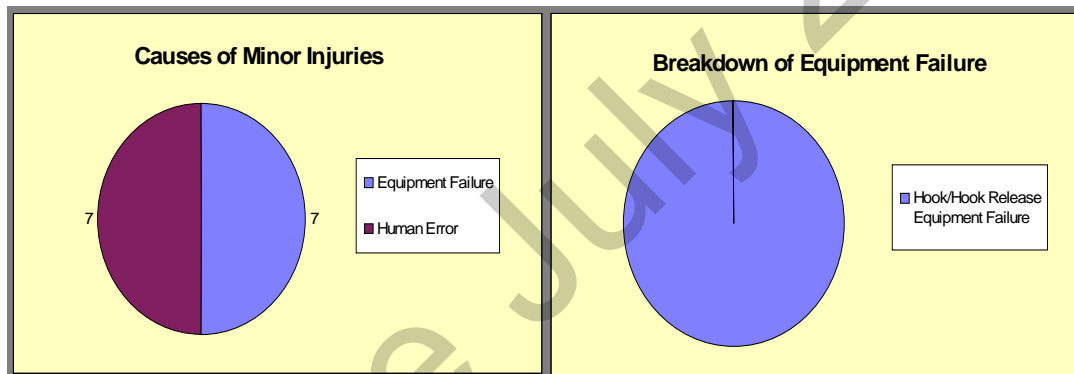 Causes of Minor Injuries
7
7
Equipment Failure
Human Error
Breakdown of Equipment Failure
Hook/Hook Release
Equipment Failure
July